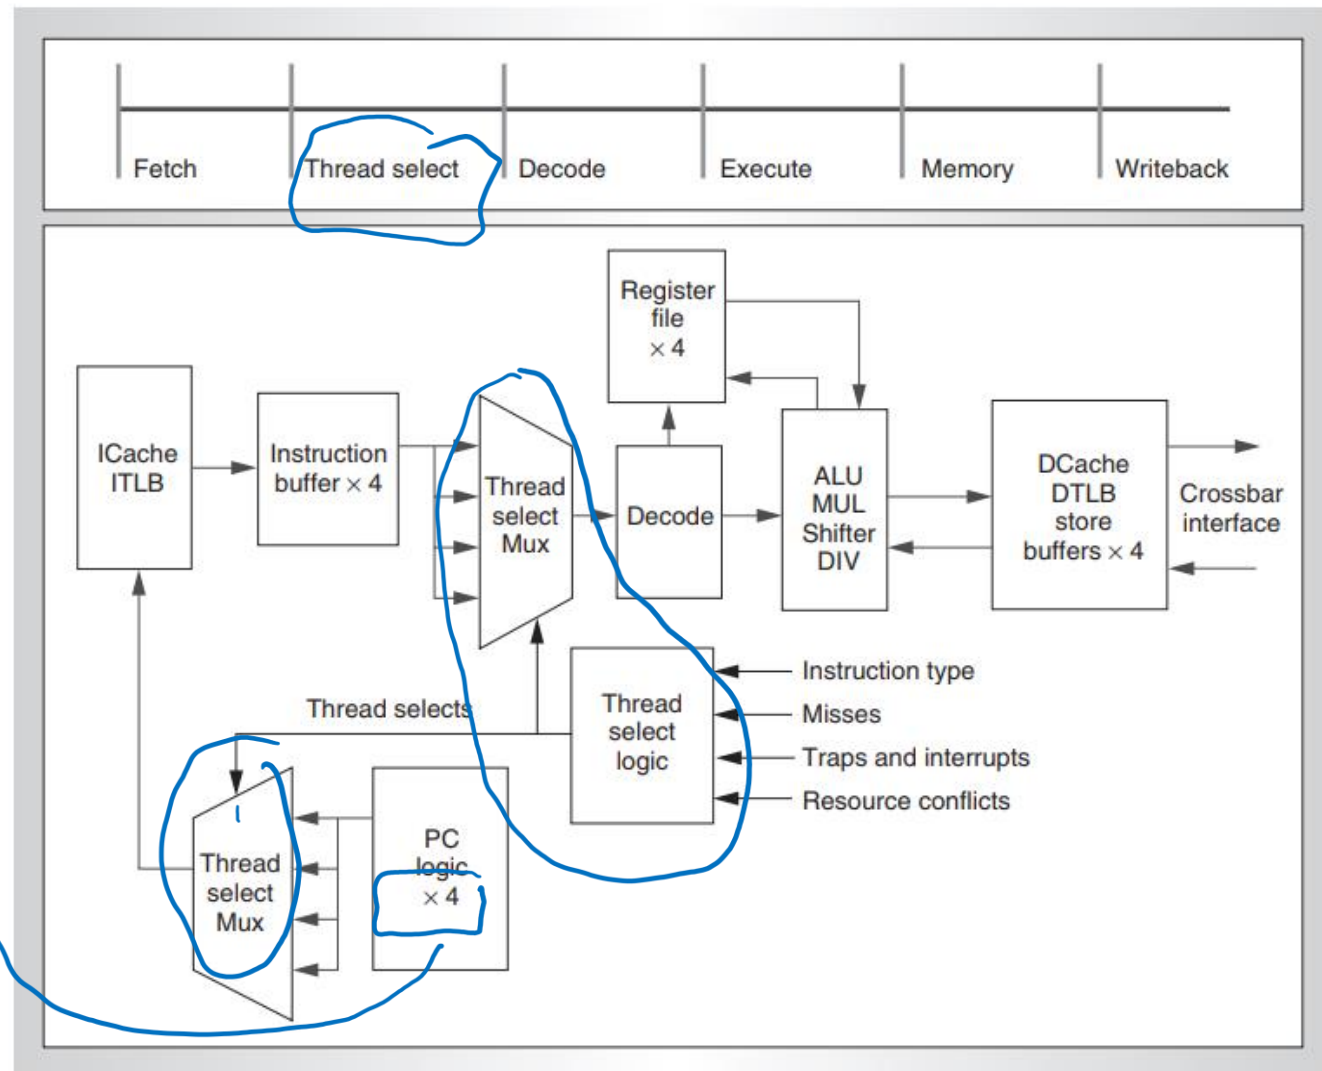 Fetch
Thread select
Decode
Execute
Memory
Writeback
Register
file
× 4
ICache
ITLB
Instruction
buffer × 4
Thread
select
Mux
Decode
ALU
MUL
Shifter
DIV
DCache
DTLB
store
buffers × 4
Crossbar
interface
Thread selects
Thread
select
logic
Instruction type
Misses
Traps and interrupts
Resource conflicts
Thread
select
Mux
PC
logic
× 4